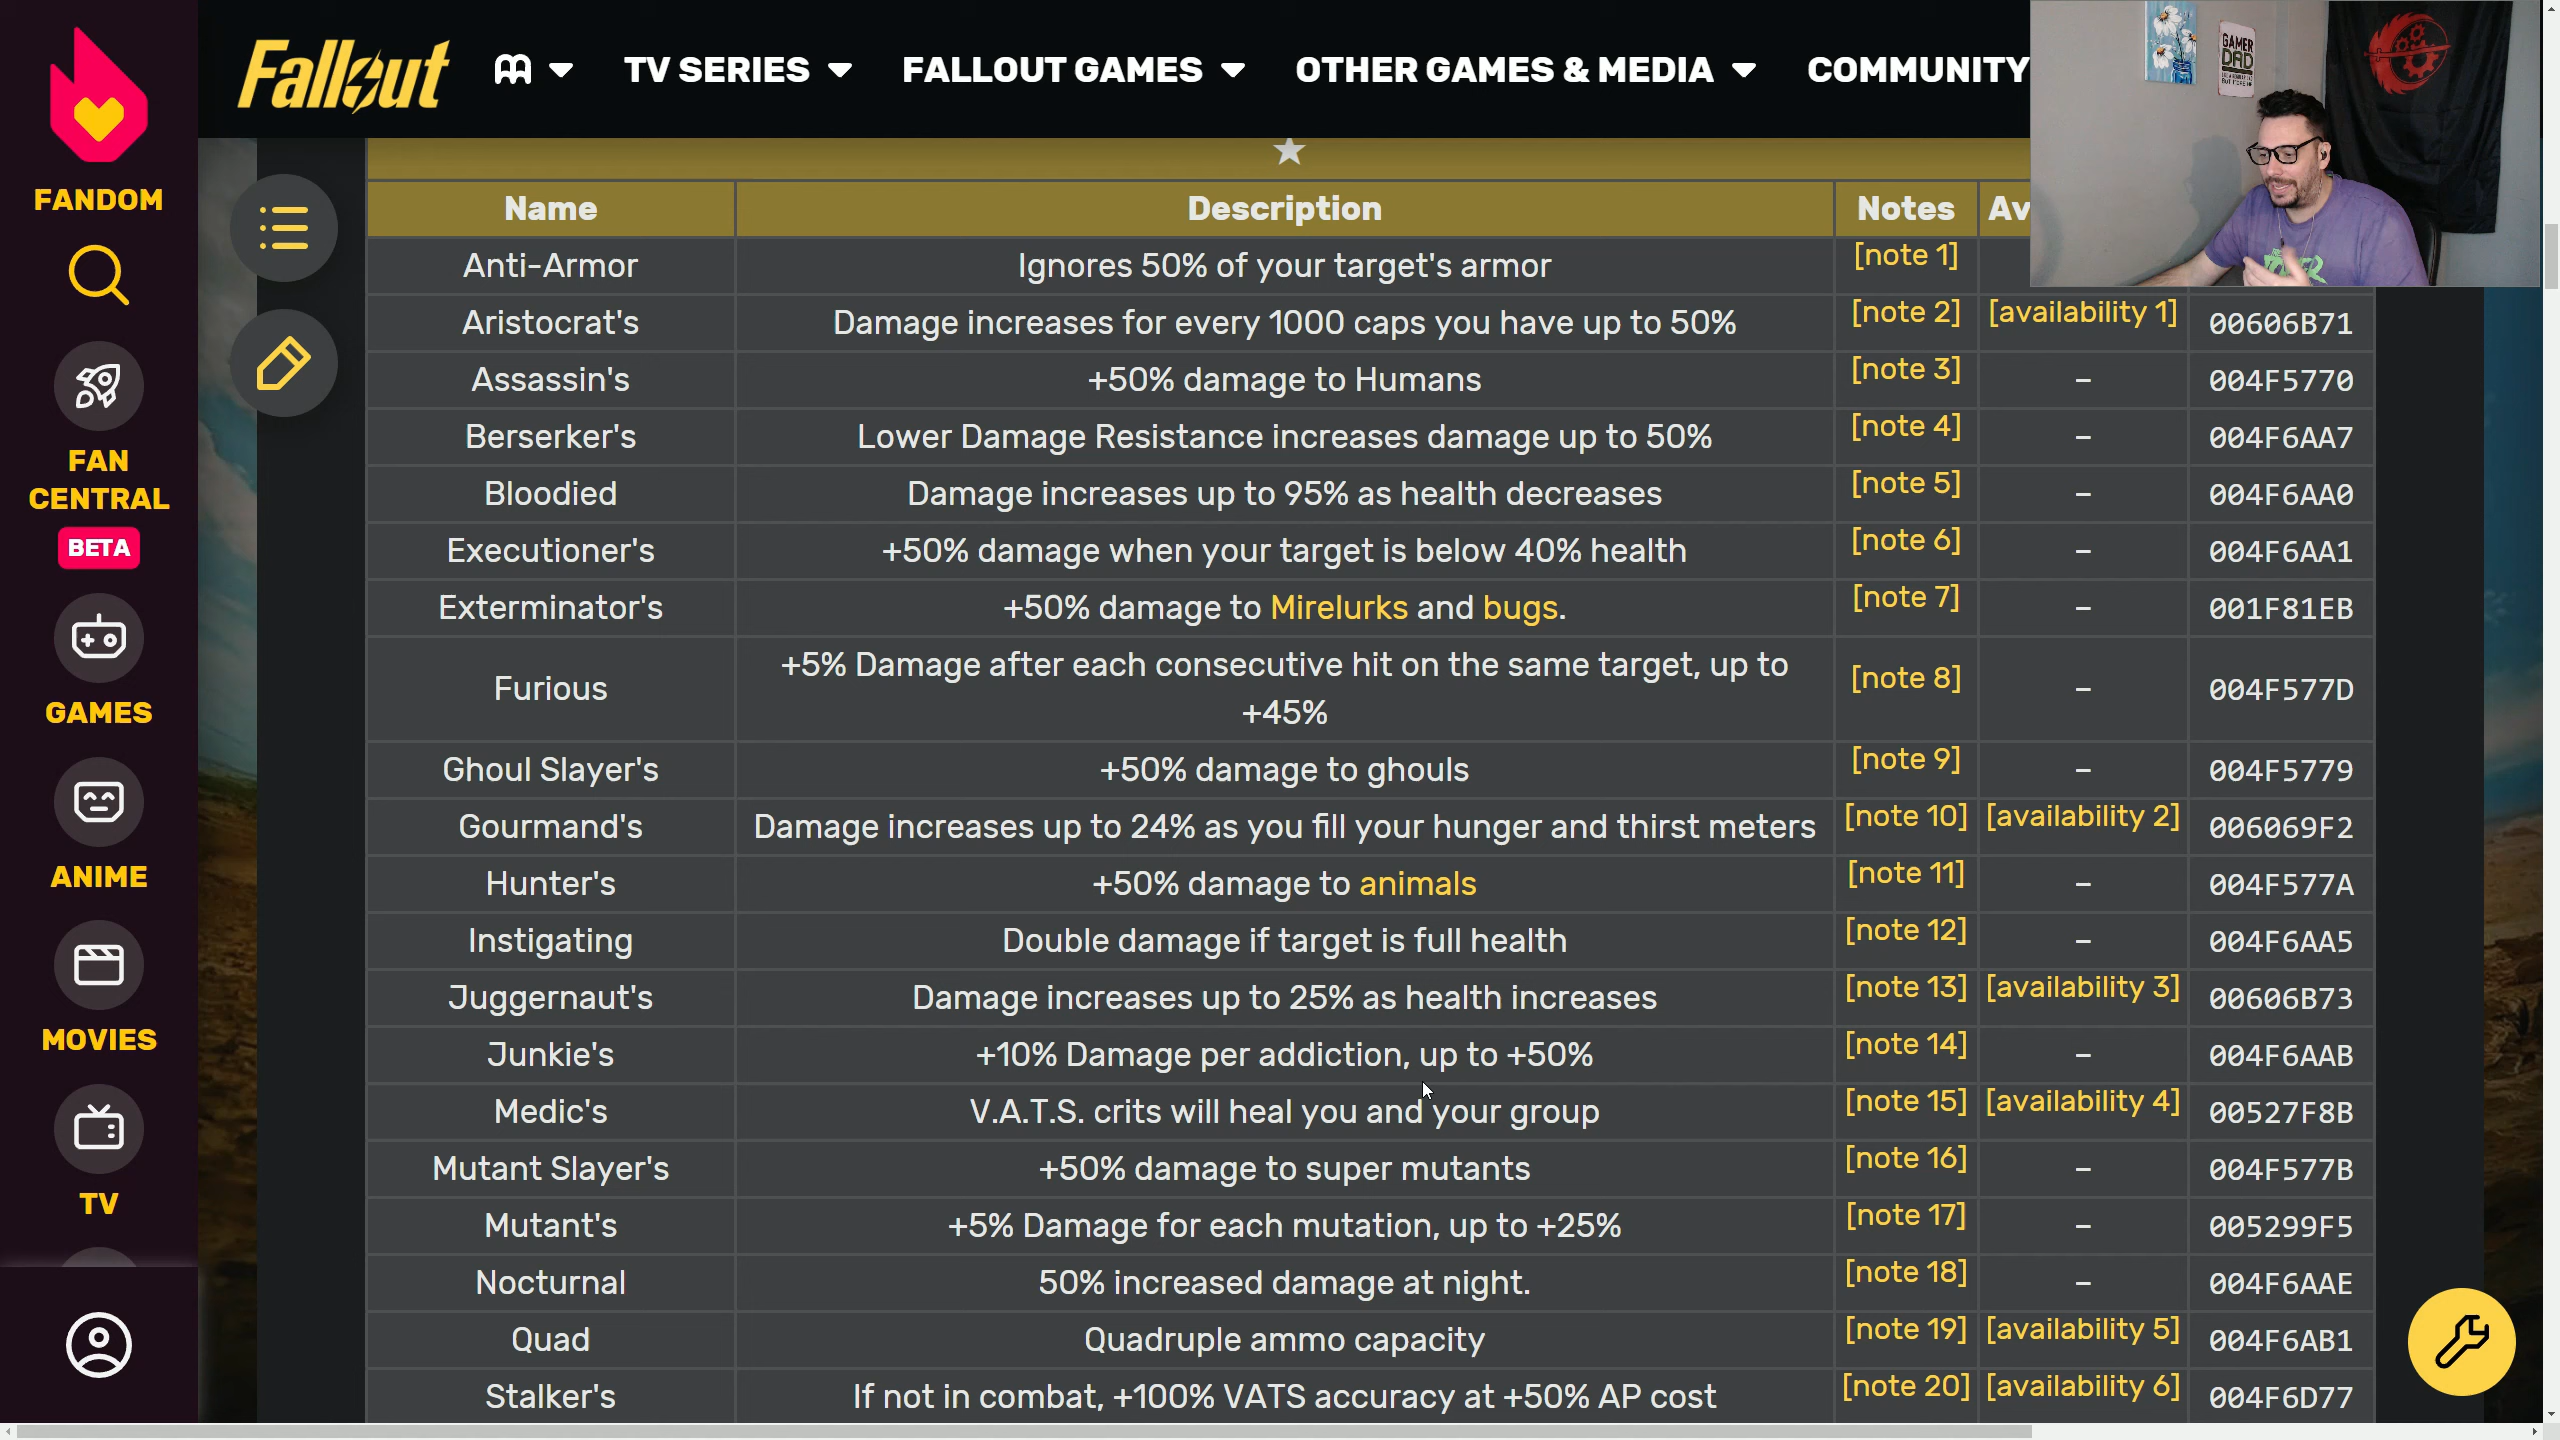 Fallout
TV SERIES
FALLOUT GAMES
OTHER GAMES & MEDIA
COMMUNITY
GAMER
DAD
FANDOM
FAN
CENTRAL
BETA
GAMES
ANIME
MOVIES
TV
Name Description Notes Av
Anti-Armor Ignores 50% of your target's armor [note 1]
Aristocrat's Damage increases for every 1000 caps you have up to 50% [note 2] [availability 1] 00606B71
Assassin's +50% damage to Humans [note 3] – 004F5770
Berserker's Lower Damage Resistance increases damage up to 50% [note 4] – 004F6AA7
Bloodied Damage increases up to 95% as health decreases [note 5] – 004F6AA0
Executioner's +50% damage when your target is below 40% health [note 6] – 004F6AA1
Exterminator's +50% damage to Mirelurks and bugs. [note 7] – 001F81EB
Furious +5% Damage after each consecutive hit on the same target, up to
+45% [note 8] – 004F577D
Ghoul Slayer's +50% damage to ghouls [note 9] – 004F5779
Gourmand's Damage increases up to 24% as you fill your hunger and thirst meters [note 10] [availability 2] 006069F2
Hunter's +50% damage to animals [note 11] – 004F577A
Instigating Double damage if target is full health [note 12] – 004F6AA5
Juggernaut's Damage increases up to 25% as health increases [note 13] [availability 3] 00606B73
Junkie's +10% Damage per addiction, up to +50% [note 14] – 004F6AAB
Medic's V.A.T.S. crits will heal you and your group [note 15] [availability 4] 00527F8B
Mutant Slayer's +50% damage to super mutants [note 16] – 004F577B
Mutant's +5% Damage for each mutation, up to +25% [note 17] – 005299F5
Nocturnal 50% increased damage at night. [note 18] – 004F6AAE
Quad Quadruple ammo capacity [note 19] [availability 5] 004F6AB1
Stalker's If not in combat, +100% VATS accuracy at +50% AP cost [note 20] [availability 6] 004F6D77